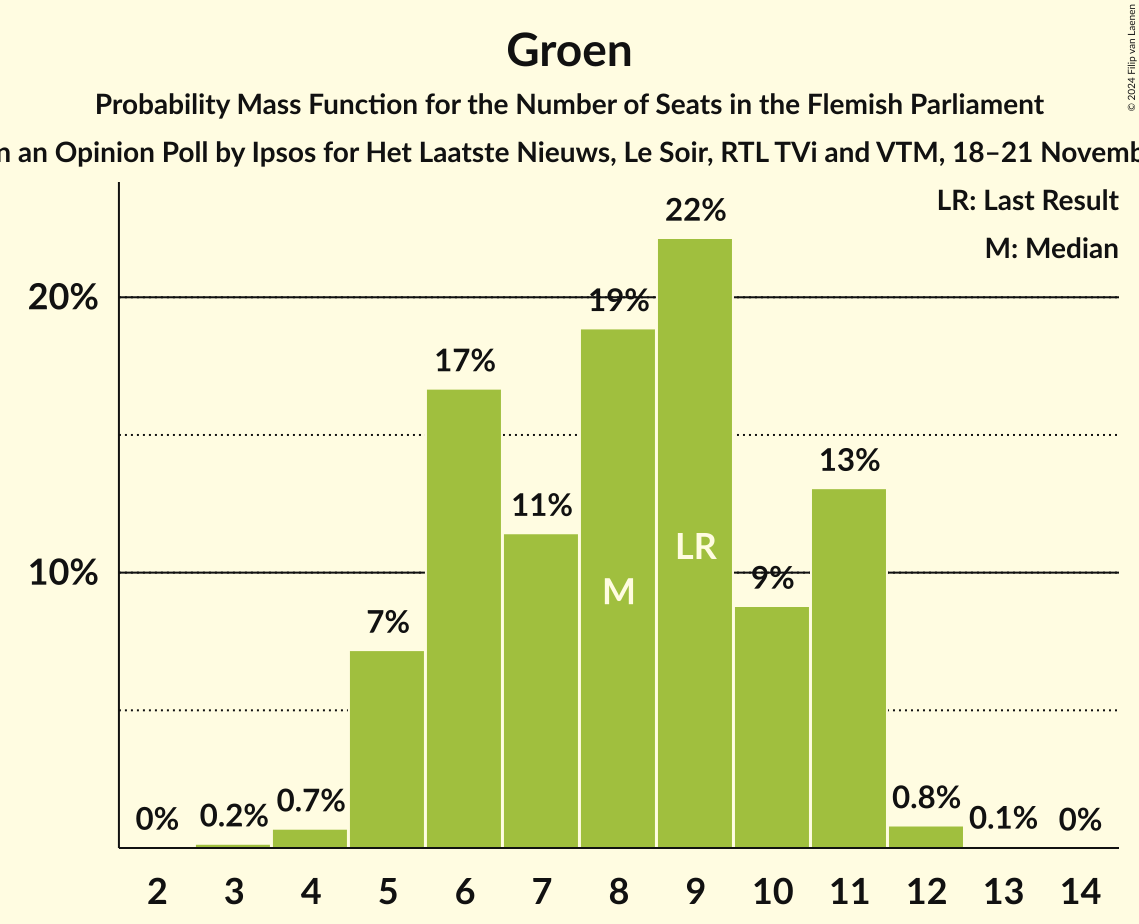 Groen
Probability Mass Function for the Number of Seats in the Flemish Parliament
an Opinion Poll by Ipsos for Het Laatste Nieuws, Le Soir, RTL TVi and VTM, 18–21
LR: Last Result
M: Median
© 2024 Filip van Laenen
20%
10%
0%
0.2%
0.7%
7%
17%
11%
19%
22%
9%
13%
0.8%
0.1%
0%
M
LR
2 3 4 5 6 7 8 9 10 11 12 13 14